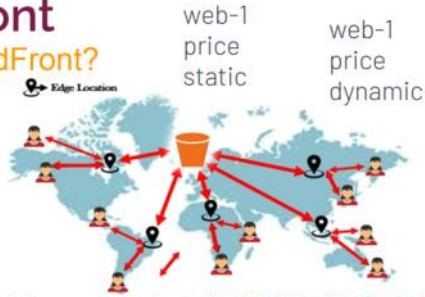 ont
dFront?
web-1
price
static
web-1
price
dynamic
Edge Location